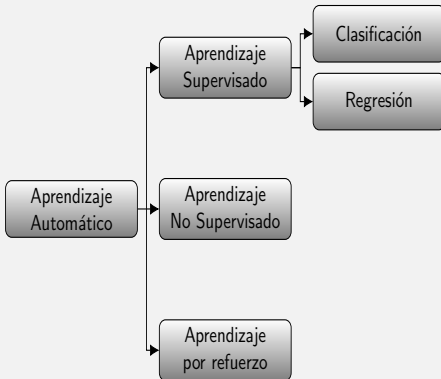 Clasificación
Aprendizaje
Supervisado
Regresión
Aprendizaje
Automático
Aprendizaje
No Supervisado
Aprendizaje
por refuerzo